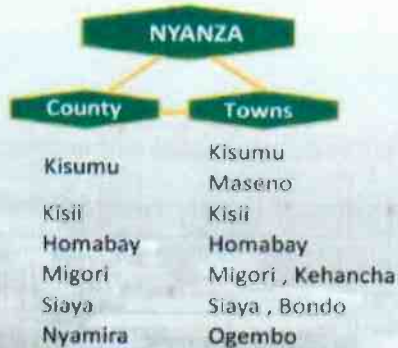 NYANZA
County Towns
Kisumu Kisumu
Maseno
Kisii Kisii
Homabay Homabay
Migori Migori , Kehancha
Siaya Siaya , Bondo
Nyamira Ogembo